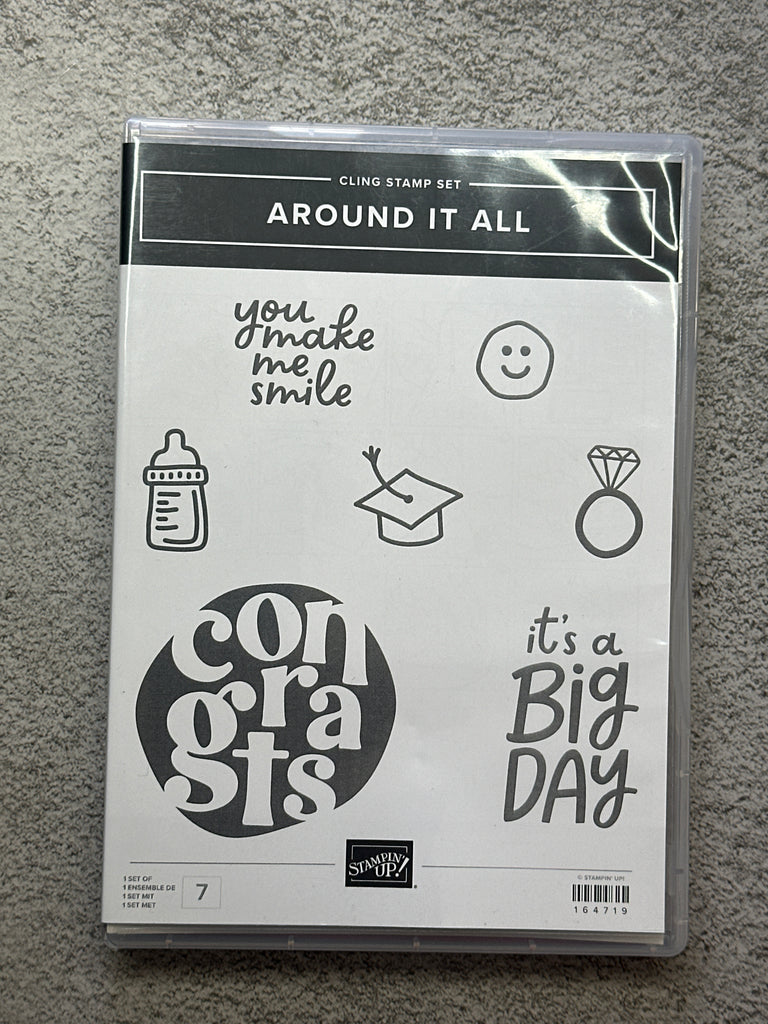 CLING STAMP SET
AROUND IT ALL
you
make
me
smile
con
gra
ts
it's a
Big
DAy
STAMPIN'
UP!
1 SET OF
1 ENSEMBLE DE
1 SET MIT
1 SET MET
7
© STAMPIN' UP!
164719